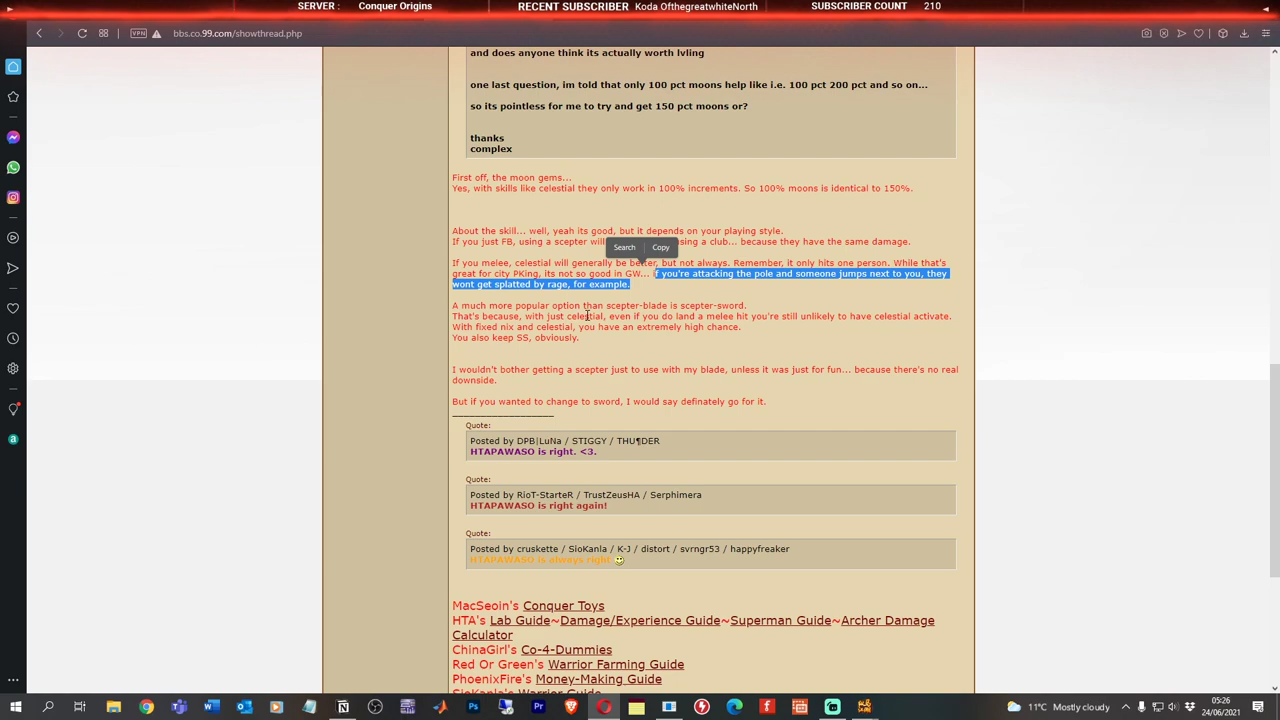 SERVER : Conquer Origins RECENT SUBSCRIBER Koda OfthegreatwhiteNorth SUBSCRIBER COUNT 210
VPN bbs.co.99.com/showthread.php
and does anyone think its actually worth lvling
one last question, im told that only 100 pct moons help like i.e. 100 pct 200 pct and so on...
so its pointless for me to try and get 150 pct moons or?
thanks
complex
First off, the moon gems...
Yes, with skills like celestial they only work in 100% increments. So 100% moons is identical to 150%.
About the skill... well, yeah its good, but it depends on your playing style.
If you just FB, using a scepter will using a club... because they have the same damage.
Search Copy
If you melee, celestial will generally be better, but not always. Remember, it only hits one person. While that's
great for city PKing, its not so good in GW... if you're attacking the pole and someone jumps next to you, they
wont get splatted by rage, for example.
A much more popular option than scepter-blade is scepter-sword.
That's because, with just celestial, even if you do land a melee hit you're still unlikely to have celestial activate.
With fixed nix and celestial, you have an extremely high chance.
You also keep SS, obviously.
I wouldn't bother getting a scepter just to use with my blade, unless it was just for fun... because there's no real
downside.
But if you wanted to change to sword, I would say definately go for it.
Quote:
Posted by DPB|LuNa / STIGGY / THU¶DER
HTAPAWASO is right. <3.
Quote:
Posted by RioT-StarteR / TrustZeusHA / Serphimera
HTAPAWASO is right again!
Quote:
Posted by cruskette / SioKanla / K-J / distort / svrngr53 / happyfreaker
HTAPAWASO is always right
MacSeoin's Conquer Toys
HTA's Lab Guide~Damage/Experience Guide~Superman Guide~Archer Damage
Calculator
ChinaGirl's Co-4-Dummies
Red Or Green's Warrior Farming Guide
PhoenixFire's Money-Making Guide
SioKanla's Warrior Guide
11°C Mostly cloudy 05:26
24/06/2021